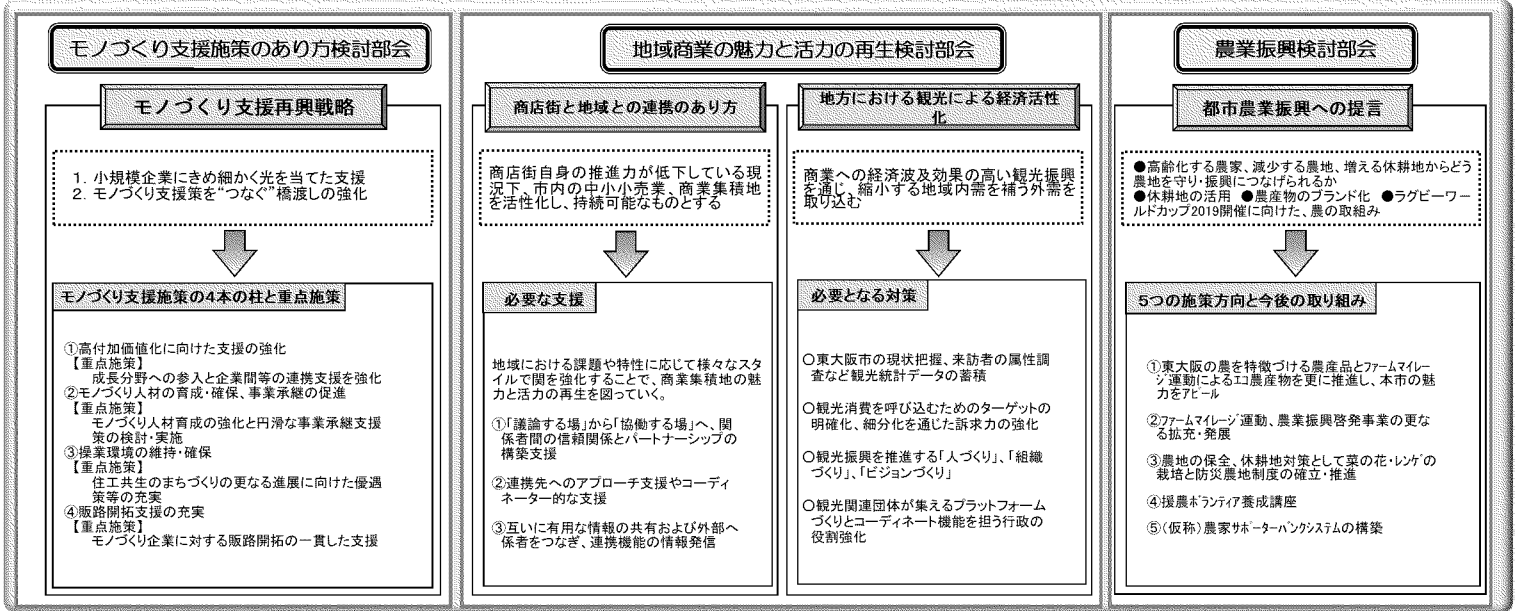 モノづくり支援施策のあり方検討部会
モノづくり支援再興戦略
1. 小規模企業にきめ細かく光を当てた支援
2. モノづくり支援策を“つなぐ”橋渡しの強化
モノづくり支援施策の4本の柱と重点施策
①高付加価値化に向けた支援の強化
【重点施策】
成長分野への参入と企業間等の連携支援を強化
②モノづくり人材の育成・確保、事業承継の促進
【重点施策】
モノづくり人材育成の強化と円滑な事業承継支援
策の検討・実施
③操業環境の維持・確保
【重点施策】
住工共生のまちづくりの更なる進展に向けた優遇
策等の充実
④販路開拓支援の充実
【重点施策】
モノづくり企業に対する販路開拓の一貫した支援
地域商業の魅力と活力の再生検討部会
商店街と地域との連携のあり方
商店街自身の推進力が低下している現
況下、市内の中小小売業、商業集積地
を活性化し、持続可能なものとする
必要な支援
地域における課題や特性に応じて様々なスタ
イルで関を強化することで、商業集積地の魅
力と活力の再生を図っていく。
①「議論する場」から「協働する場」へ、関
係者間の信頼関係とパートナーシップの
構築支援
②連携先へのアプローチ支援やコーディ
ネーター的な支援
③互いに有用な情報の共有および外部へ
係者をつなぎ、連携機能の情報発信
地方における観光による経済活性
化
商業への経済波及効果の高い観光振興
を通じ、縮小する地域内需を補う外需を
取り込む
必要となる対策
○東大阪市の現状把握、来訪者の属性調
査など観光統計データの蓄積
○観光消費を呼び込むためのターゲットの
明確化、細分化を通じた訴求力の強化
○観光振興を推進する「人づくり」、「組織
づくり」、「ビジョンづくり」
○観光関連団体が集えるプラットフォーム
づくりとコーディネート機能を担う行政の
役割強化
農業振興検討部会
都市農業振興への提言
●高齢化する農家、減少する農地、増える休耕地からどう
農地を守り・振興につなげられるか
●休耕地の活用 ●農産物のブランド化 ●ラグビーワー
ルドカップ2019開催に向けた、農の取組み
5つの施策方向と今後の取り組み
①東大阪の農を特徴づける農産品とﾌｧｰﾑﾏｲﾚｰ
ｼﾞ運動によるｴｺ農産物を更に推進し、本市の魅
力をｱﾋﾟｰﾙ
②ﾌｧｰﾑﾏｲﾚｰｼﾞ運動、農業振興啓発事業の更な
る拡充・発展
③農地の保全、休耕地対策として菜の花・ﾚﾝｹﾞの
栽培と防災農地制度の確立・推進
④援農ﾎﾞﾗﾝﾃｨｱ養成講座
⑤(仮称)農家ｻﾎﾟｰﾀｰﾊﾞﾝｸｼｽﾃﾑの構築